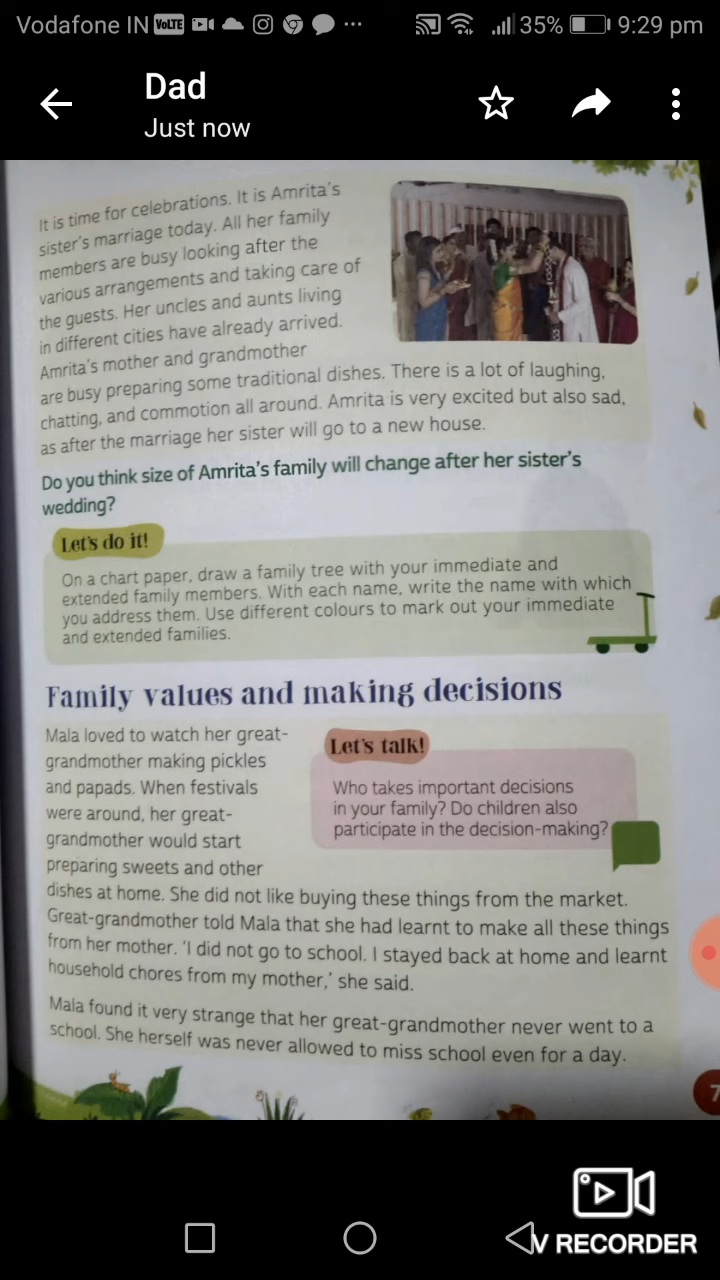 Vodafone IN VoLTE 35% 9:29 pm
Dad
Just now
It is time for celebrations. It is Amrita's
sister's marriage today. All her family
members are busy looking after the
various arrangements and taking care of
the guests. Her uncles and aunts living
in different cities have already arrived.
Amrita's mother and grandmother
are busy preparing some traditional dishes. There is a lot of laughing,
chatting, and commotion all around. Amrita is very excited but also sad,
as after the marriage her sister will go to a new house.
Do you think size of Amrita's family will change after her sister's
wedding?
Let's do it!
On a chart paper, draw a family tree with your immediate and
extended family members. With each name, write the name with which
you address them. Use different colours to mark out your immediate
and extended families.
Family values and making decisions
Mala loved to watch her great-
grandmother making pickles
and papads. When festivals
were around, her great-
grandmother would start
preparing sweets and other
dishes at home. She did not like buying these things from the market.
Great-grandmother told Mala that she had learnt to make all these things
from her mother. 'I did not go to school. I stayed back at home and learnt
household chores from my mother,' she said.
Mala found it very strange that her great-grandmother never went to a
school. She herself was never allowed to miss school even for a day.
Let's talk!
Who takes important decisions
in your family? Do children also
participate in the decision-making?
7
V RECORDER